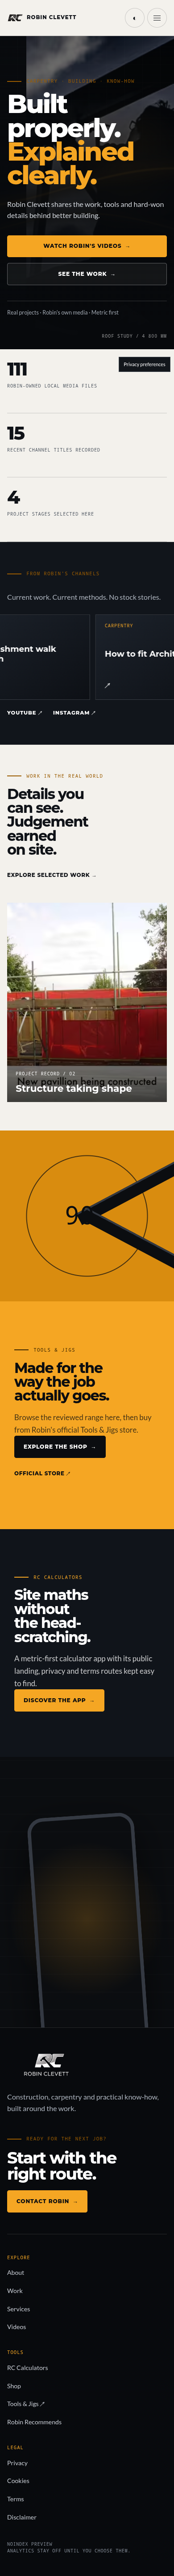 RC ROBIN CLEVETT
BUILDING KNOW-HOW
Built
properly.
Explained
clearly.
Robin Clevett shares the work, tools and hard-won
details behind better building.
WATCH ROBIN'S VIDEOS →
SEE THE WORK →
Real projects · Robin's own media · Metric first
ROOF STUDY /
111
ROBIN-OWNED LOCAL MEDIA FILES
Privacy preferences
15
RECENT CHANNEL TITLES RECORDED
4
PROJECT STAGES SELECTED HERE
FROM ROBIN'S CHANNELS
Current work. Current methods. No stock stories.
shment walk
CARPENTRY
How to fit Archit
↗
YOUTUBE ↗ INSTAGRAM ↗
WORK IN THE REAL WORLD
Details you
can see.
Judgement
earned
on site.
EXPLORE SELECTED WORK →
PROJECT RECORD / 02
New pavilion being constructed
Structure taking shape
TOOLS & JIGS
Made for the
way the job
actually goes.
Browse the reviewed range here, then buy
from Robin's official Tools & Jigs store.
EXPLORE THE SHOP →
OFFICIAL STORE ↗
RC CALCULATORS
Site maths
without
the head-
scratching.
A metric-first calculator app with its public
landing, privacy and terms routes kept easy
to find.
DISCOVER THE APP →
RC
ROBIN CLEVETT
Construction, carpentry and practical know-how,
built around the work.
READY FOR THE NEXT JOB?
Start with the
right route.
CONTACT ROBIN →
EXPLORE
About
Work
Services
Videos
TOOLS
RC Calculators
Shop
Tools & Jigs ↗
Robin Recommends
LEGAL
Privacy
Cookies
Terms
Disclaimer
NOINDEX PREVIEW
ANALYTICS STAY OFF UNTIL YOU CHOOSE THEM.